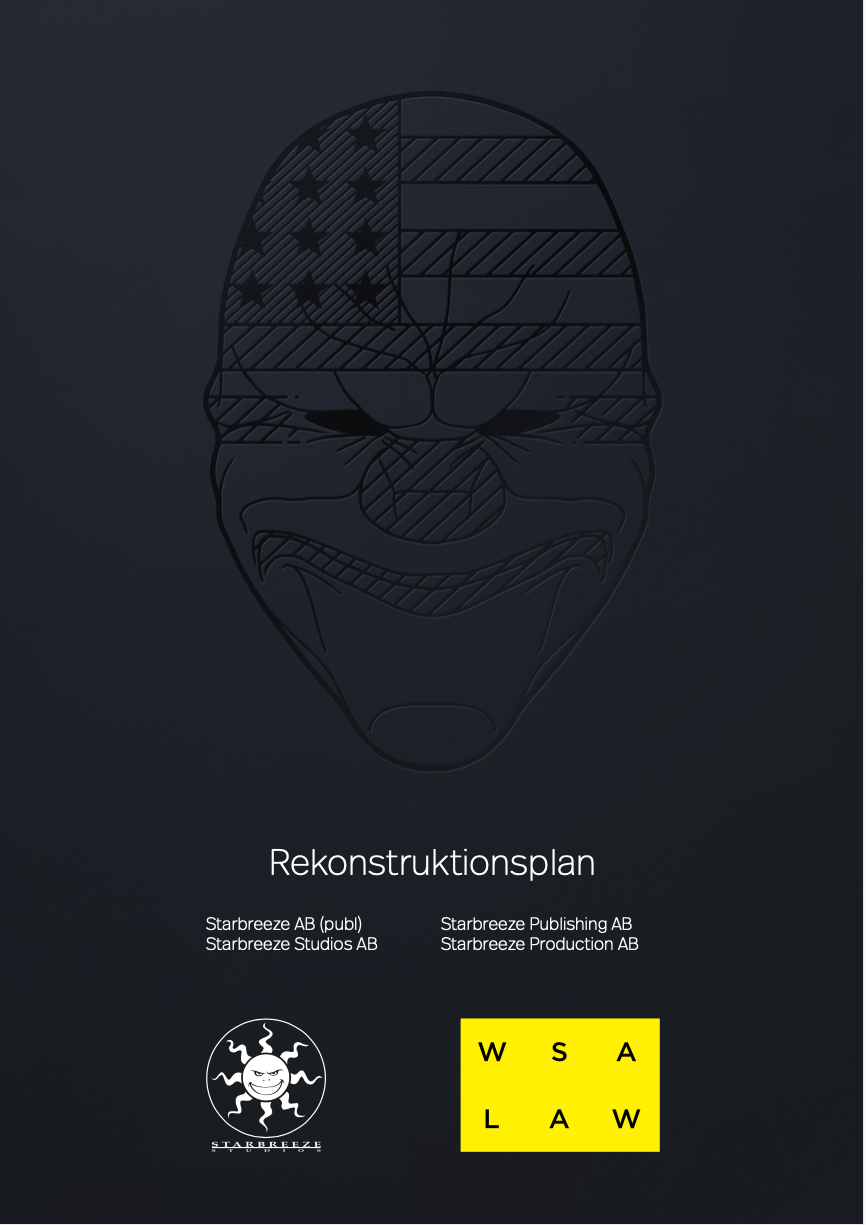 Rekonstruktionsplan
Starbreeze AB (publ)
Starbreeze Studios AB
Starbreeze Publishing AB
Starbreeze Production AB
STARBREEZE
STUDIOS
W S A
L A W